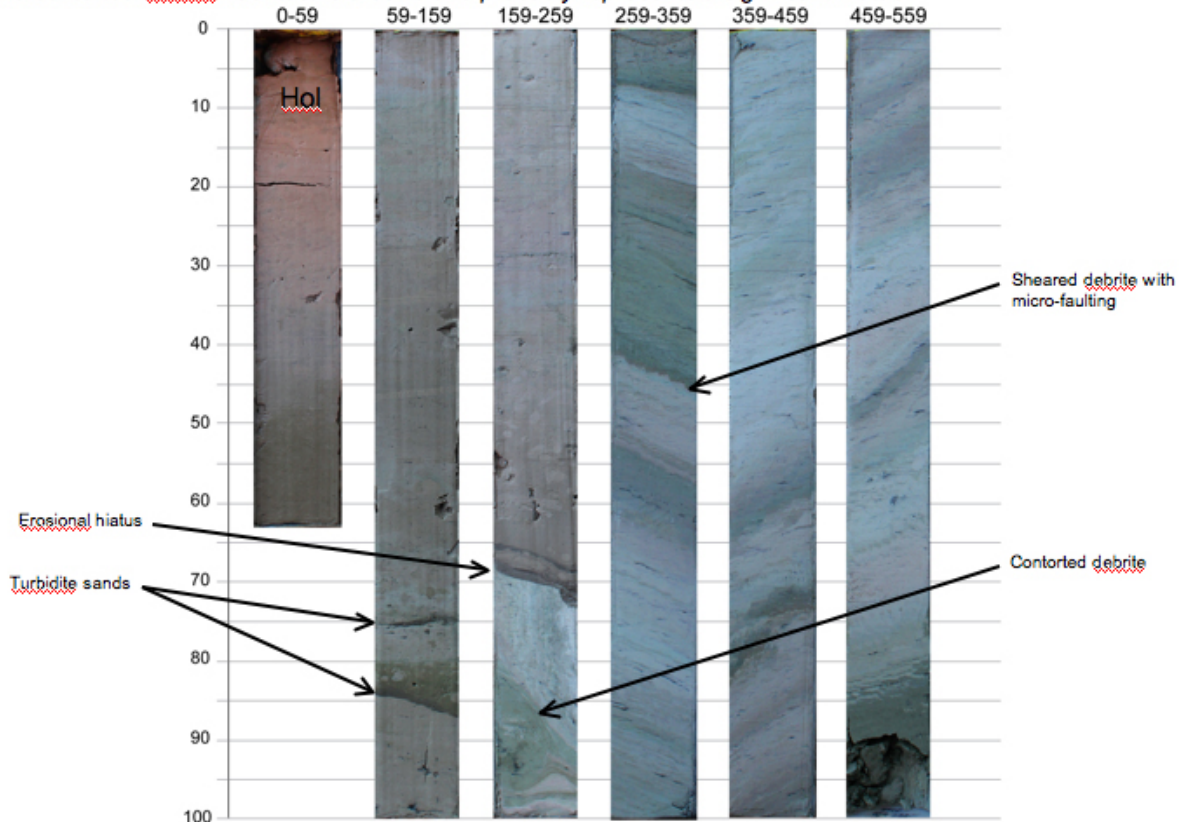 0-59 59-159 159-259 259-359 359-459 459-559
0
Hol
10
20
30
Sheared debrite with
micro-faulting
40
50
60
Erosional hiatus
70
Contorted debrite
Turbidite sands
80
90
100